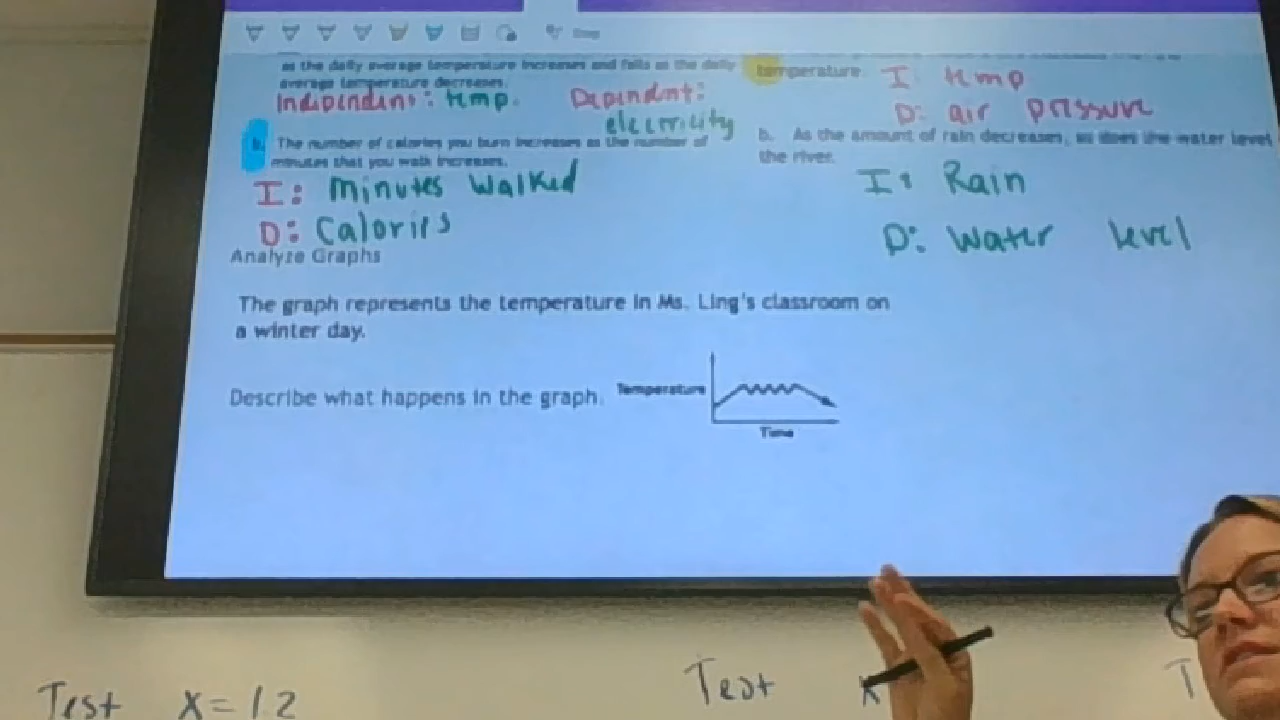 as the daily average temperature increases and falls as the daily
average temperature decreases.
Independent: temp. Dependent:
electricity
b. The number of calories you burn increases as the number of
minutes that you walk increases.
I: Minutes Walked
D: Calories
temperature.
I: temp
D: air pressure
b. As the amount of rain decreases, so does the water level
the river.
I: Rain
D: Water level
Analyze Graphs
The graph represents the temperature in Ms. Ling's classroom on
a winter day.
Describe what happens in the graph.
Temperature
Time
Test x=12
Test x
T